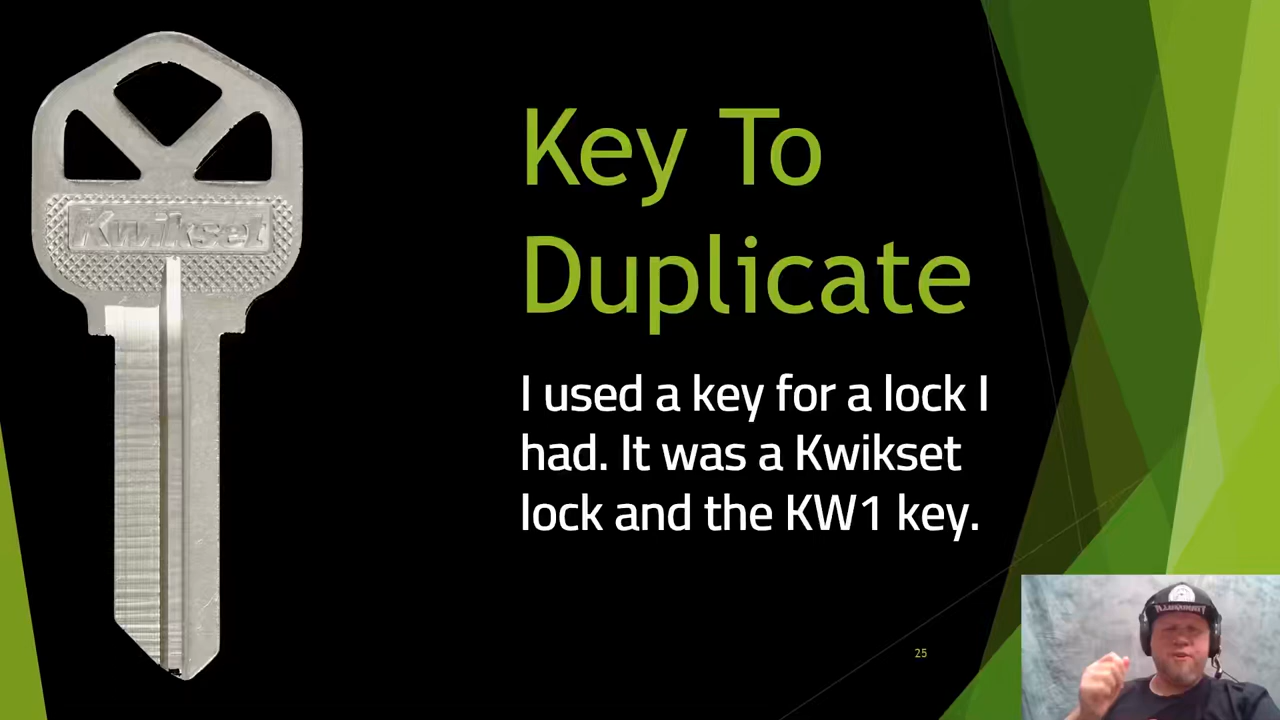 Kwikset
Key To
Duplicate
I used a key for a lock I
had. It was a Kwikset
lock and the KW1 key.
25